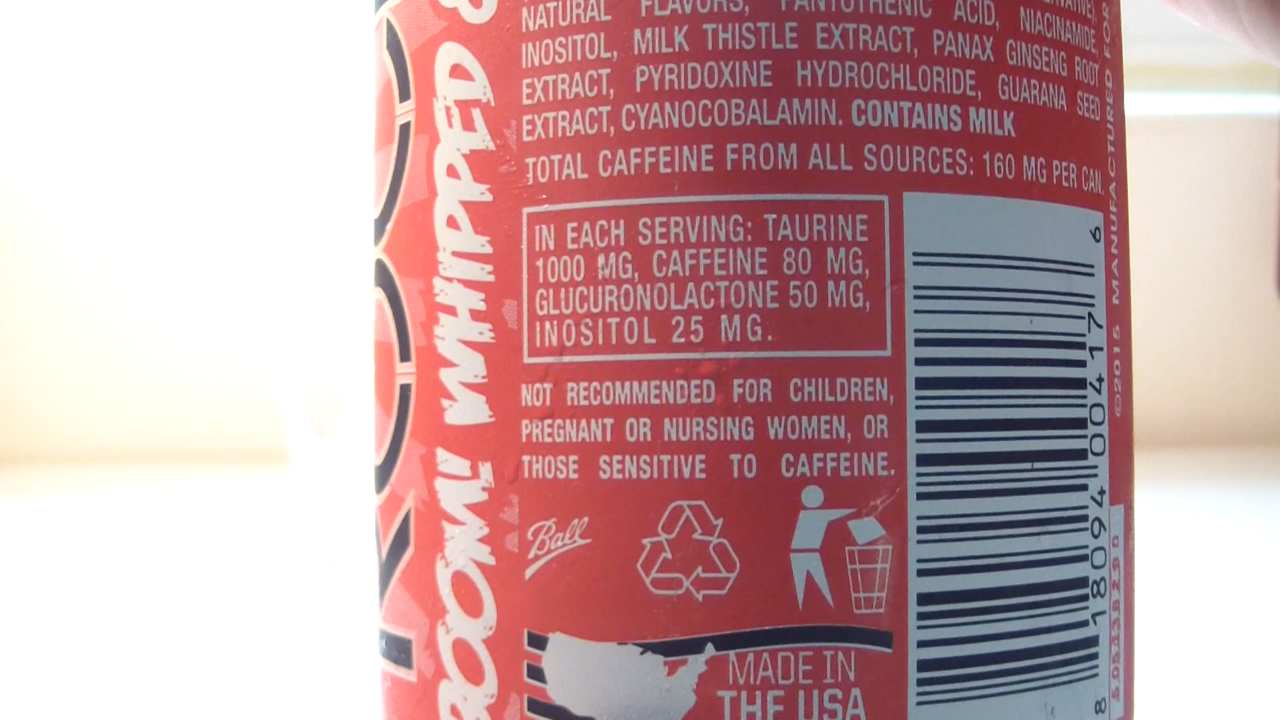 NATURAL FLAVORS, PANTOTHENIC ACID, NIACINAMIDE,
INOSITOL, MILK THISTLE EXTRACT, PANAX GINSENG ROOT
EXTRACT, PYRIDOXINE HYDROCHLORIDE, GUARANA SEED
EXTRACT, CYANOCOBALAMIN. CONTAINS MILK
TOTAL CAFFEINE FROM ALL SOURCES: 160 MG PER CAN.
IN EACH SERVING: TAURINE
1000 MG, CAFFEINE 80 MG,
GLUCURONOLACTONE 50 MG,
INOSITOL 25 MG.
NOT RECOMMENDED FOR CHILDREN,
PREGNANT OR NURSING WOMEN, OR
THOSE SENSITIVE TO CAFFEINE.
Ball
MADE IN
THE USA
BOOM! WHIPPED &
8 18094 00417 6
©2015 MANUFACTURED FOR